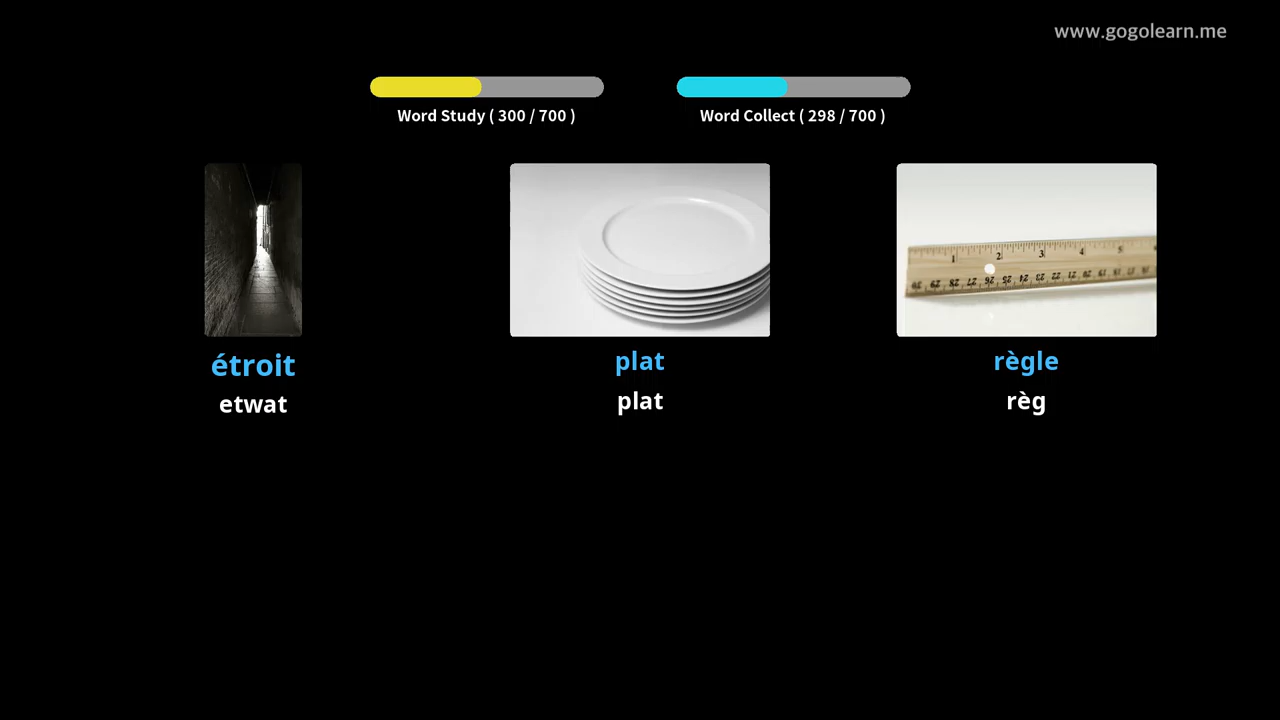 www.gogolearn.me
Word Study ( 300 / 700 )
Word Collect ( 298 / 700 )
étroit
etwat
plat
plat
règle
règ